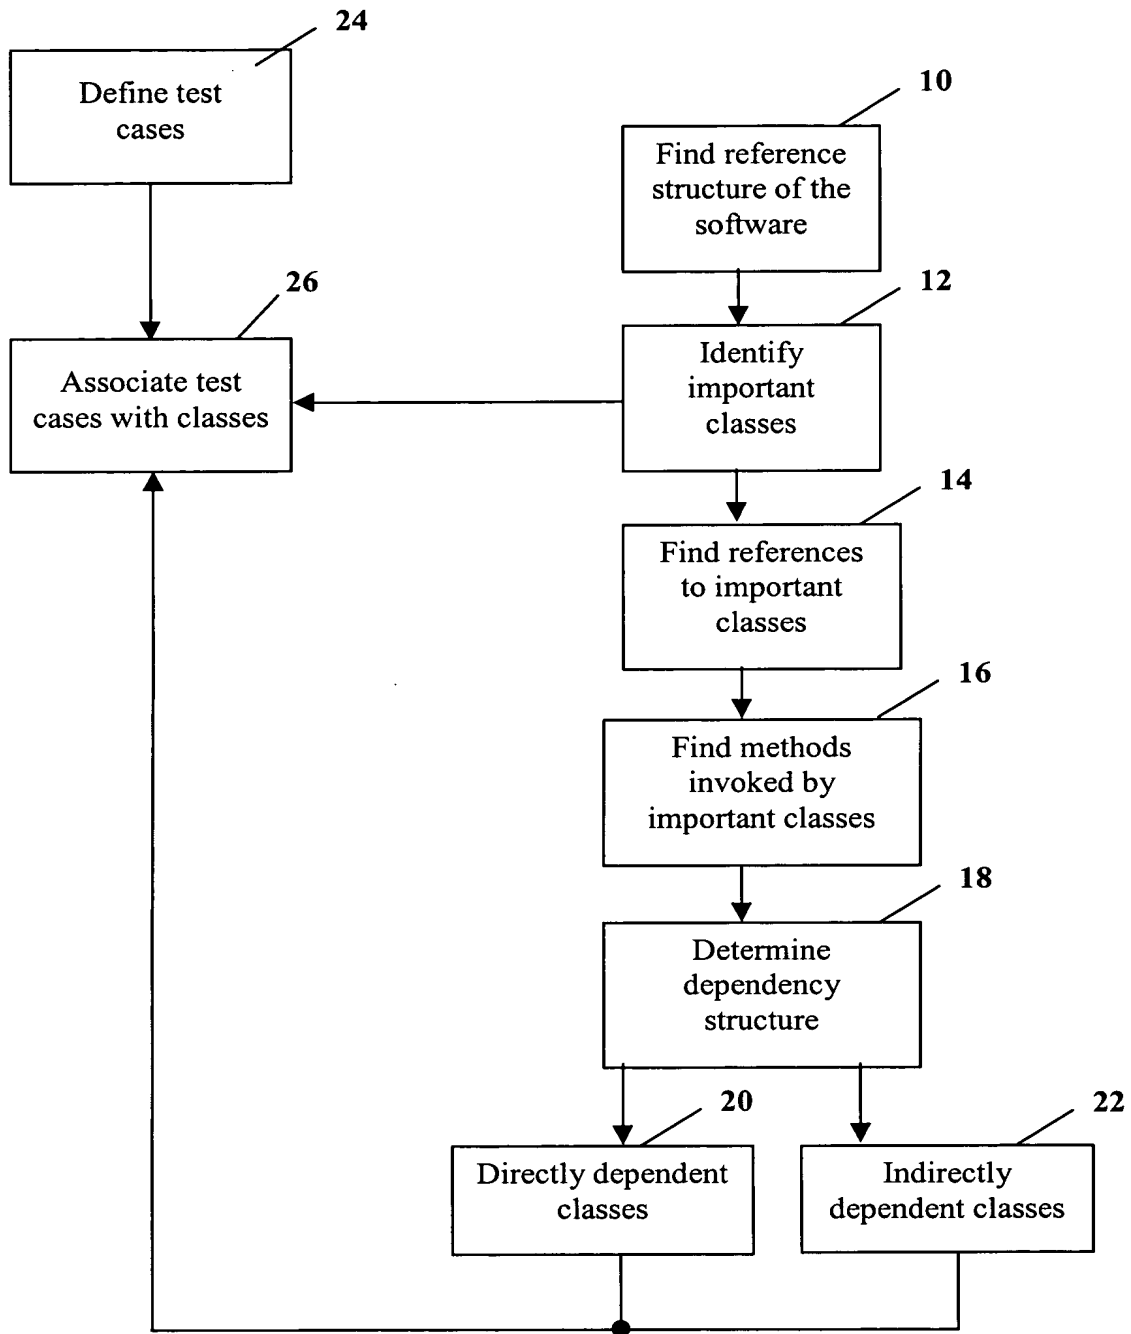 24
Define test
cases
10
Find reference
structure of the
software
26
Associate test
cases with classes
12
Identify
important
classes
14
Find references
to important
classes
16
Find methods
invoked by
important classes
18
Determine
dependency
structure
20
Directly dependent
classes
22
Indirectly
dependent classes